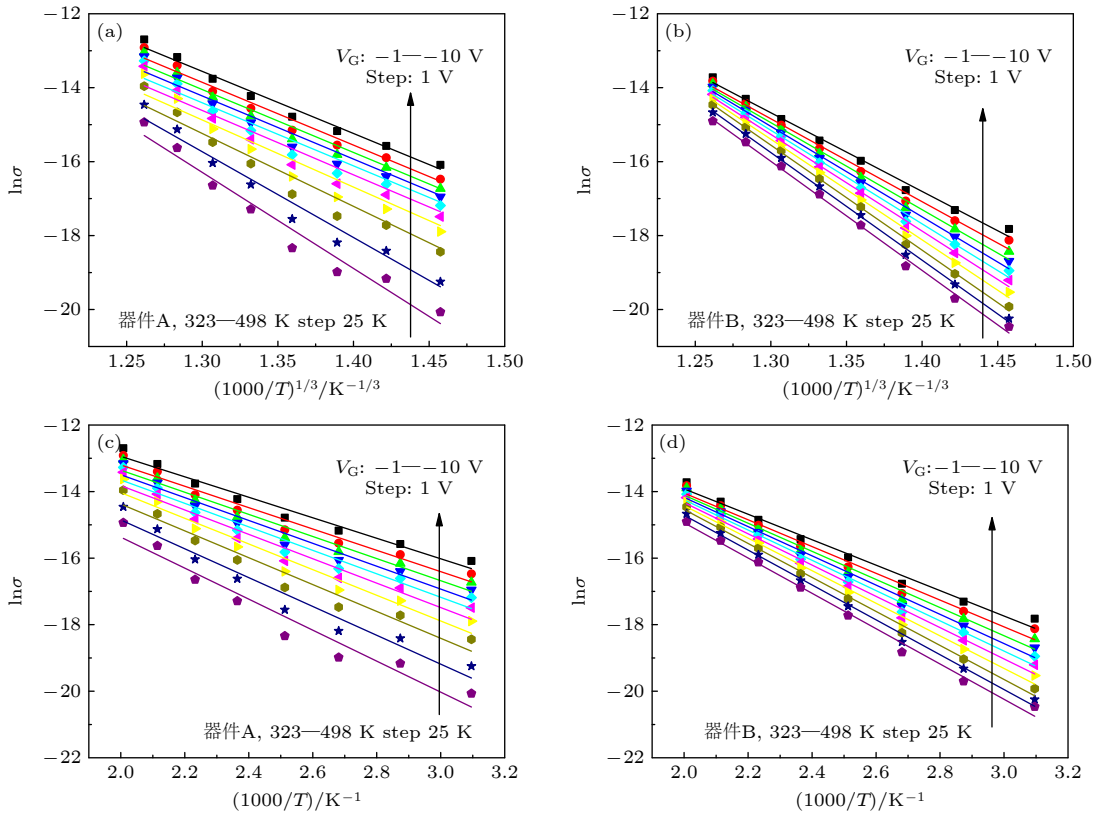 (a)
V_G: −1—−10 V
Step: 1 V
器件A, 323—498 K step 25 K
lnσ
−12
−14
−16
−18
−20
1.25
1.30
1.35
1.40
1.45
1.50
(1000/T)^{1/3}/K^{−1/3}
(b)
V_G: −1—−10 V
Step: 1 V
器件B, 323—498 K step 25 K
lnσ
−12
−14
−16
−18
−20
1.25
1.30
1.35
1.40
1.45
1.50
(1000/T)^{1/3}/K^{−1/3}
(c)
V_G: −1—−10 V
Step: 1 V
器件A, 323—498 K step 25 K
lnσ
−12
−14
−16
−18
−20
−22
2.0
2.2
2.4
2.6
2.8
3.0
3.2
(1000/T)/K^{−1}
(d)
V_G:−1—−10 V
Step: 1 V
器件B, 323—498 K step 25 K
lnσ
−12
−14
−16
−18
−20
−22
2.0
2.2
2.4
2.6
2.8
3.0
3.2
(1000/T)/K^{−1}